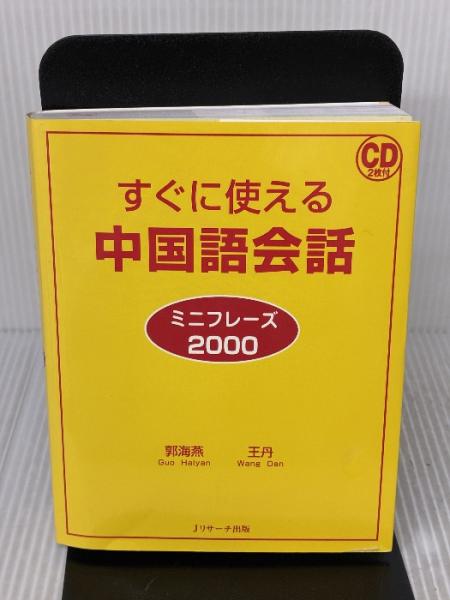 CD
2枚付
すぐに使える
中国語会話
ミニフレーズ
2000
郭海燕 王丹
Guo Haiyan Wang Dan
Jリサーチ出版